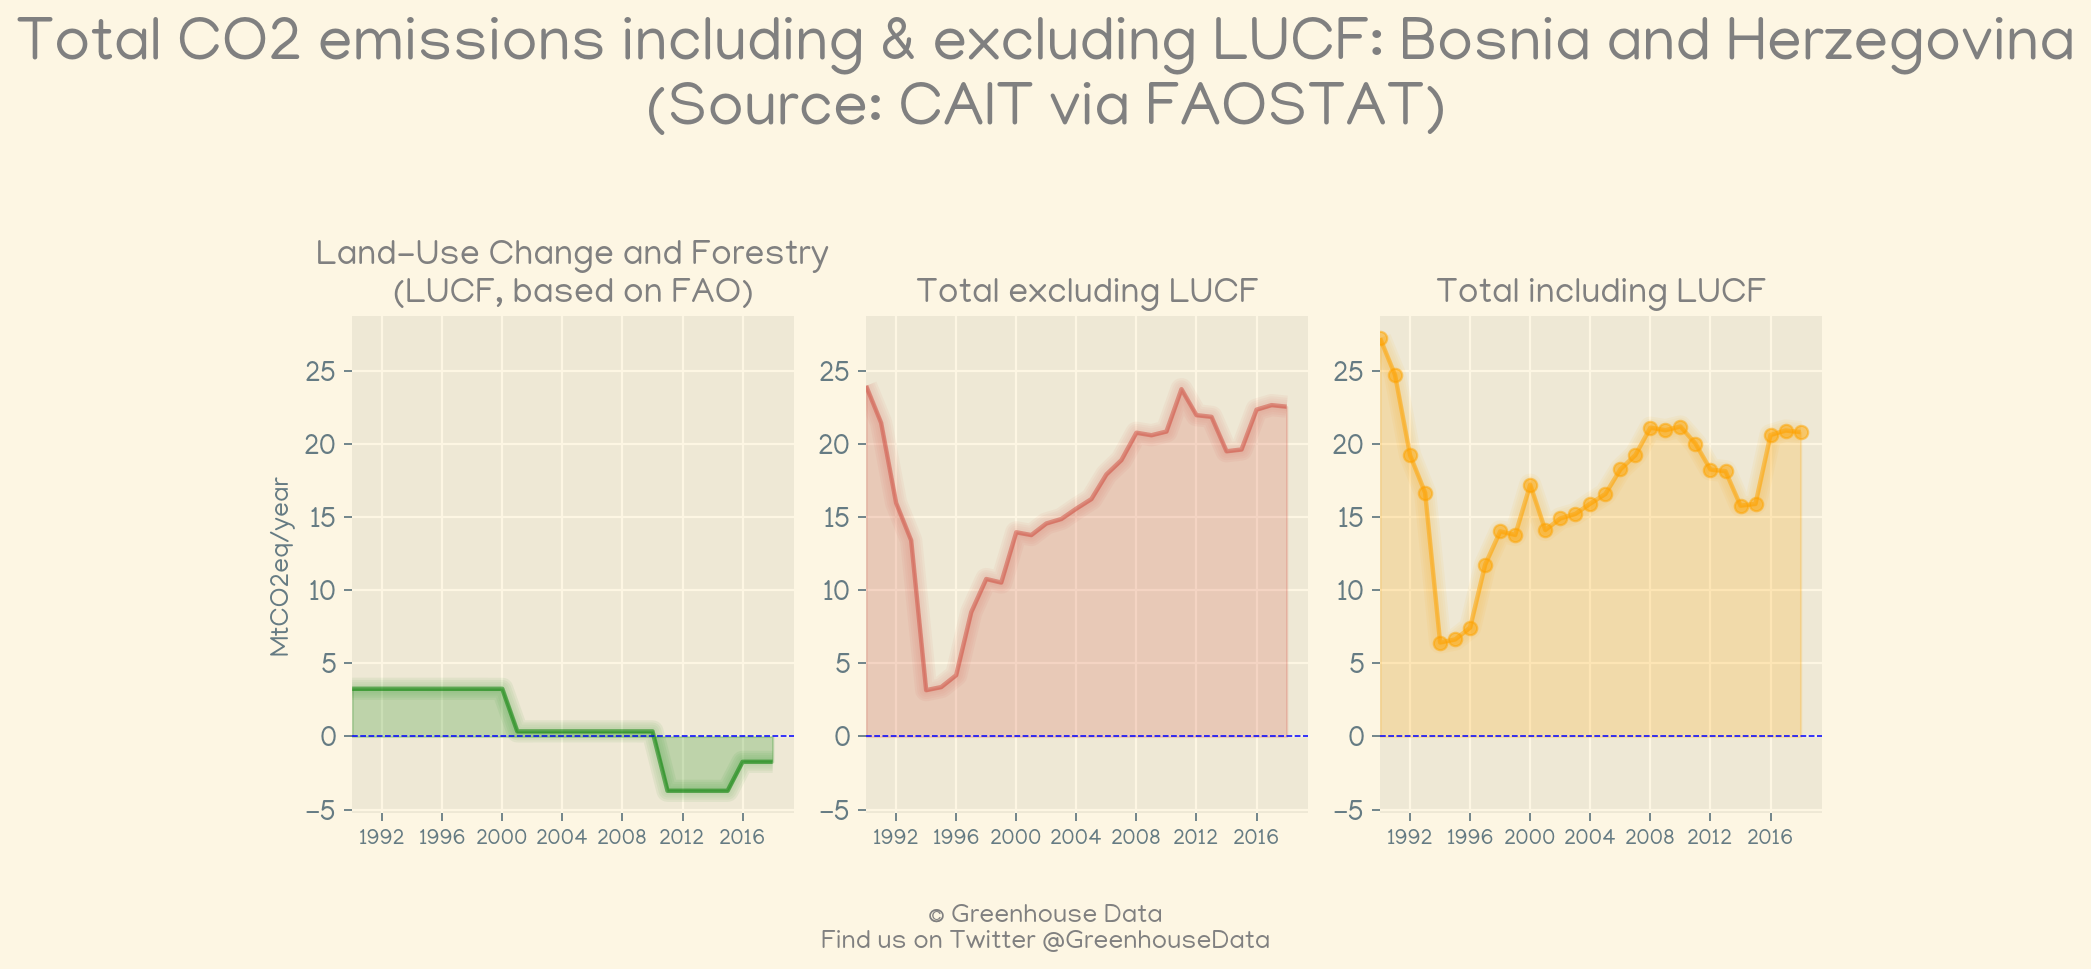 Total CO2 emissions including & excluding LUCF: Bosnia and Herzegovina
(Source: CAIT via FAOSTAT)
Land-Use Change and Forestry
(LUCF, based on FAO)
MtCO2eq/year
25
20
15
10
5
0
−5
1992 1996 2000 2004 2008 2012 2016
Total excluding LUCF
25
20
15
10
5
0
−5
1992 1996 2000 2004 2008 2012 2016
Total including LUCF
25
20
15
10
5
0
−5
1992 1996 2000 2004 2008 2012 2016
© Greenhouse Data
Find us on Twitter @GreenhouseData